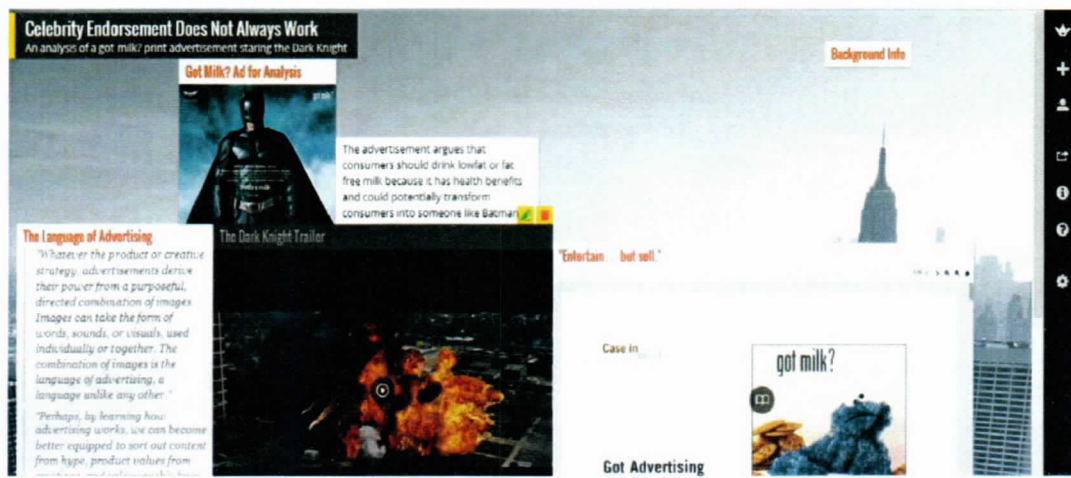 Celebrity Endorsement Does Not Always Work
An analysis of a got milk? print advertisement staring the Dark Knight
Background Info
Got Milk? Ad for Analysis
The advertisement argues that
consumers should drink lowfat or fat
free milk because it has health benefits
and could potentially transform
consumers into someone like Batman
The Language of Advertising
"Whatever the product or creative
strategy, advertisements derive
their power from a purposeful,
directed combination of images
Images can take the form of
words, sounds, or visuals, used
individually or together. The
combination of images is the
language of advertising, a
language unlike any other."
"Perhaps, by learning how
advertising works, we can become
better equipped to sort out content
from hype, product values from
The Dark Knight Trailer
"Entertain... but sell."
Case in
got milk?
Got Advertising